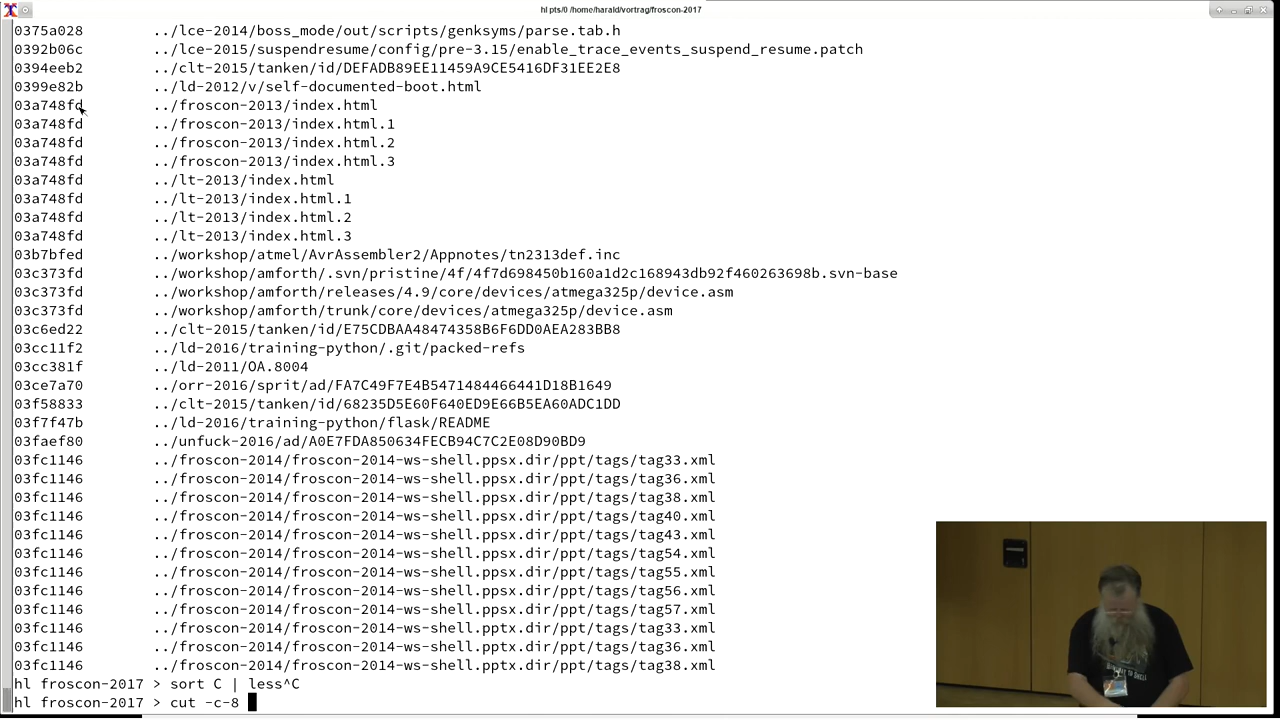 hl pts/0 /home/harald/vortrag/froscon-2017
0375a028 ../lce-2014/boss_mode/out/scripts/genksyms/parse.tab.h
0392b06c ../lce-2015/suspendresume/config/pre-3.15/enable_trace_events_suspend_resume.patch
0394eeb2 ../clt-2015/tanken/id/DEFADB89EE11459A9CE5416DF31EE2E8
0399e82b ../ld-2012/v/self-documented-boot.html
03a748fd ../froscon-2013/index.html
03a748fd ../froscon-2013/index.html.1
03a748fd ../froscon-2013/index.html.2
03a748fd ../froscon-2013/index.html.3
03a748fd ../lt-2013/index.html
03a748fd ../lt-2013/index.html.1
03a748fd ../lt-2013/index.html.2
03a748fd ../lt-2013/index.html.3
03b7bfed ../workshop/atmel/AvrAssembler2/Appnotes/tn2313def.inc
03c373fd ../workshop/amforth/.svn/pristine/4f/4f7d698450b160a1d2c168943db92f460263698b.svn-base
03c373fd ../workshop/amforth/releases/4.9/core/devices/atmega325p/device.asm
03c373fd ../workshop/amforth/trunk/core/devices/atmega325p/device.asm
03c6ed22 ../clt-2015/tanken/id/E75CDBAA48474358B6F6DD0AEA283BB8
03cc11f2 ../ld-2016/training-python/.git/packed-refs
03cc381f ../ld-2011/OA.8004
03ce7a70 ../orr-2016/sprit/ad/FA7C49F7E4B5471484466441D18B1649
03f58833 ../clt-2015/tanken/id/68235D5E60F640ED9E66B5EA60ADC1DD
03f7f47b ../ld-2016/training-python/flask/README
03faef80 ../unfuck-2016/ad/A0E7FDA850634FECB94C7C2E08D90BD9
03fc1146 ../froscon-2014/froscon-2014-ws-shell.ppsx.dir/ppt/tags/tag33.xml
03fc1146 ../froscon-2014/froscon-2014-ws-shell.ppsx.dir/ppt/tags/tag36.xml
03fc1146 ../froscon-2014/froscon-2014-ws-shell.ppsx.dir/ppt/tags/tag38.xml
03fc1146 ../froscon-2014/froscon-2014-ws-shell.ppsx.dir/ppt/tags/tag40.xml
03fc1146 ../froscon-2014/froscon-2014-ws-shell.ppsx.dir/ppt/tags/tag43.xml
03fc1146 ../froscon-2014/froscon-2014-ws-shell.ppsx.dir/ppt/tags/tag54.xml
03fc1146 ../froscon-2014/froscon-2014-ws-shell.ppsx.dir/ppt/tags/tag55.xml
03fc1146 ../froscon-2014/froscon-2014-ws-shell.ppsx.dir/ppt/tags/tag56.xml
03fc1146 ../froscon-2014/froscon-2014-ws-shell.ppsx.dir/ppt/tags/tag57.xml
03fc1146 ../froscon-2014/froscon-2014-ws-shell.pptx.dir/ppt/tags/tag33.xml
03fc1146 ../froscon-2014/froscon-2014-ws-shell.pptx.dir/ppt/tags/tag36.xml
03fc1146 ../froscon-2014/froscon-2014-ws-shell.pptx.dir/ppt/tags/tag38.xml
hl froscon-2017 > sort C | less^C
hl froscon-2017 > cut -c-8